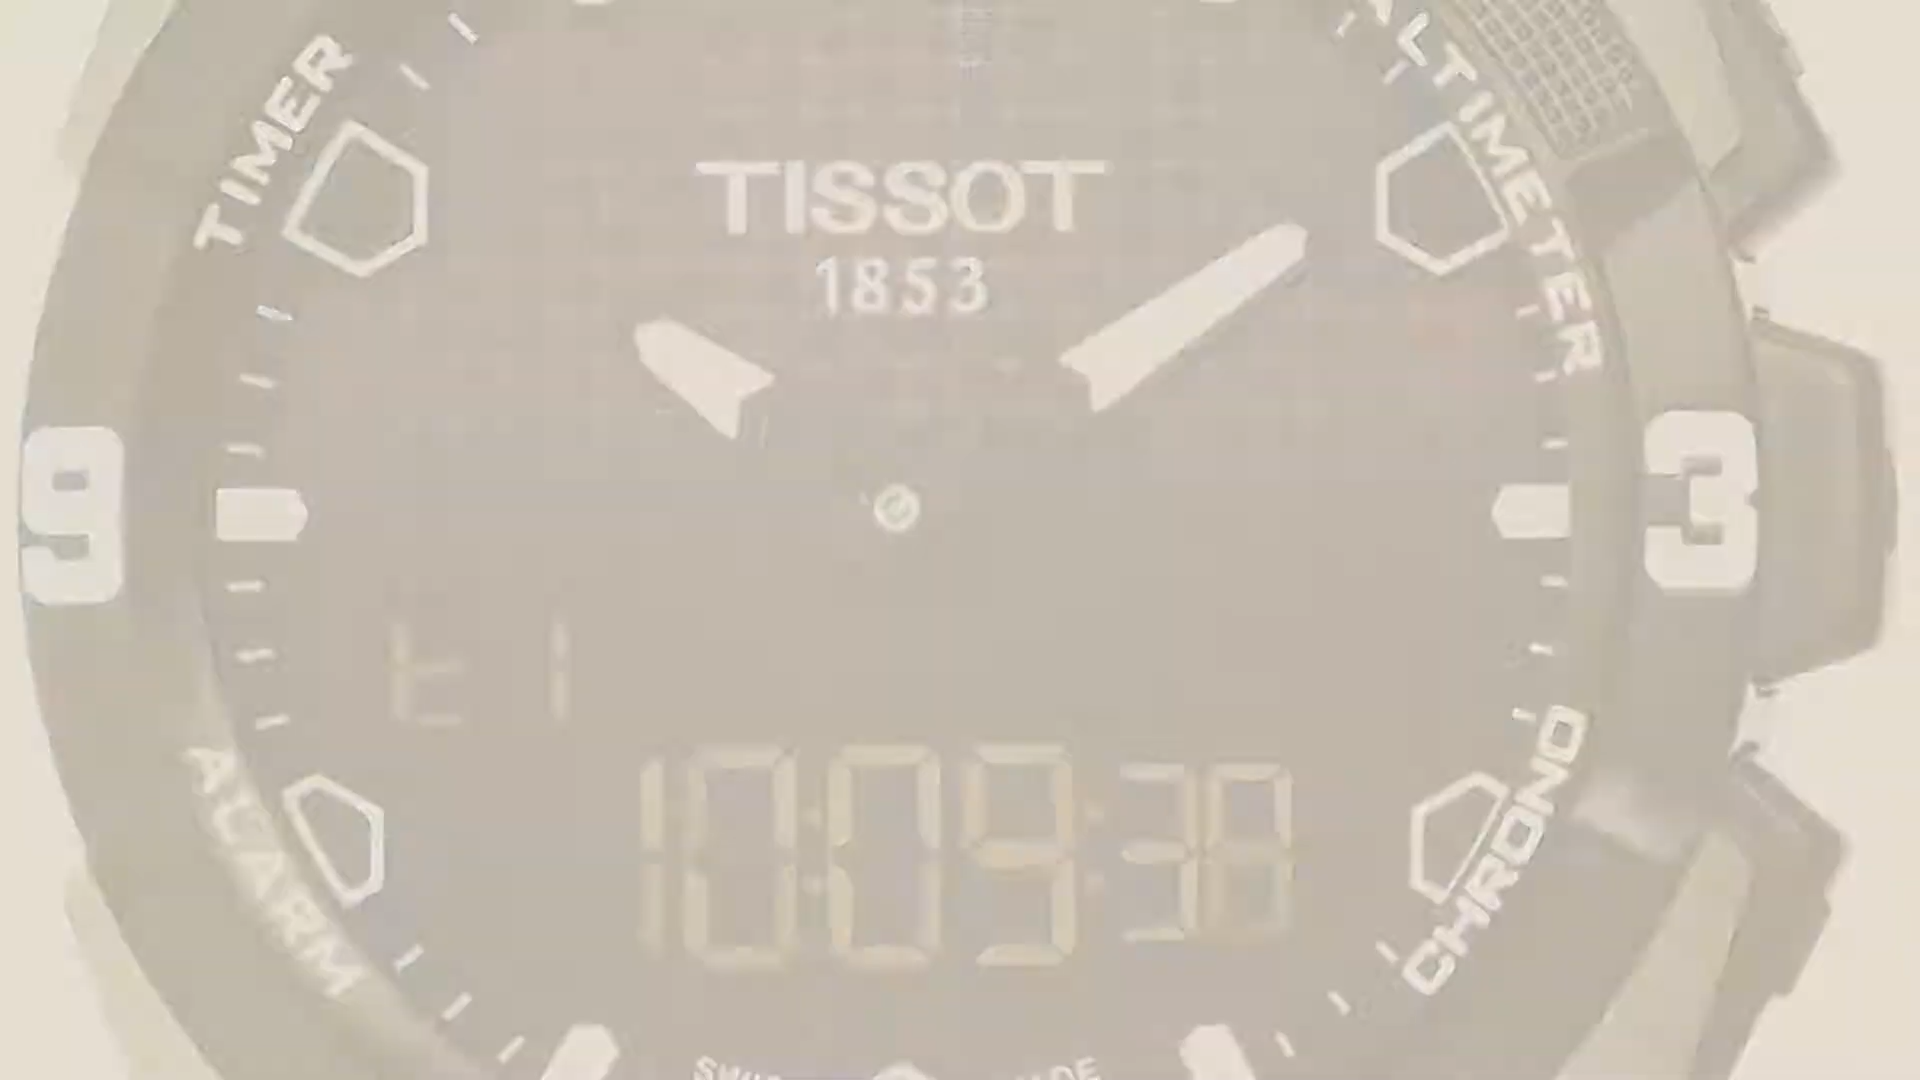 TIMER
ALTIMETER
TISSOT
1853
9
3
t1
10:09:38
ALARM
CHRONO